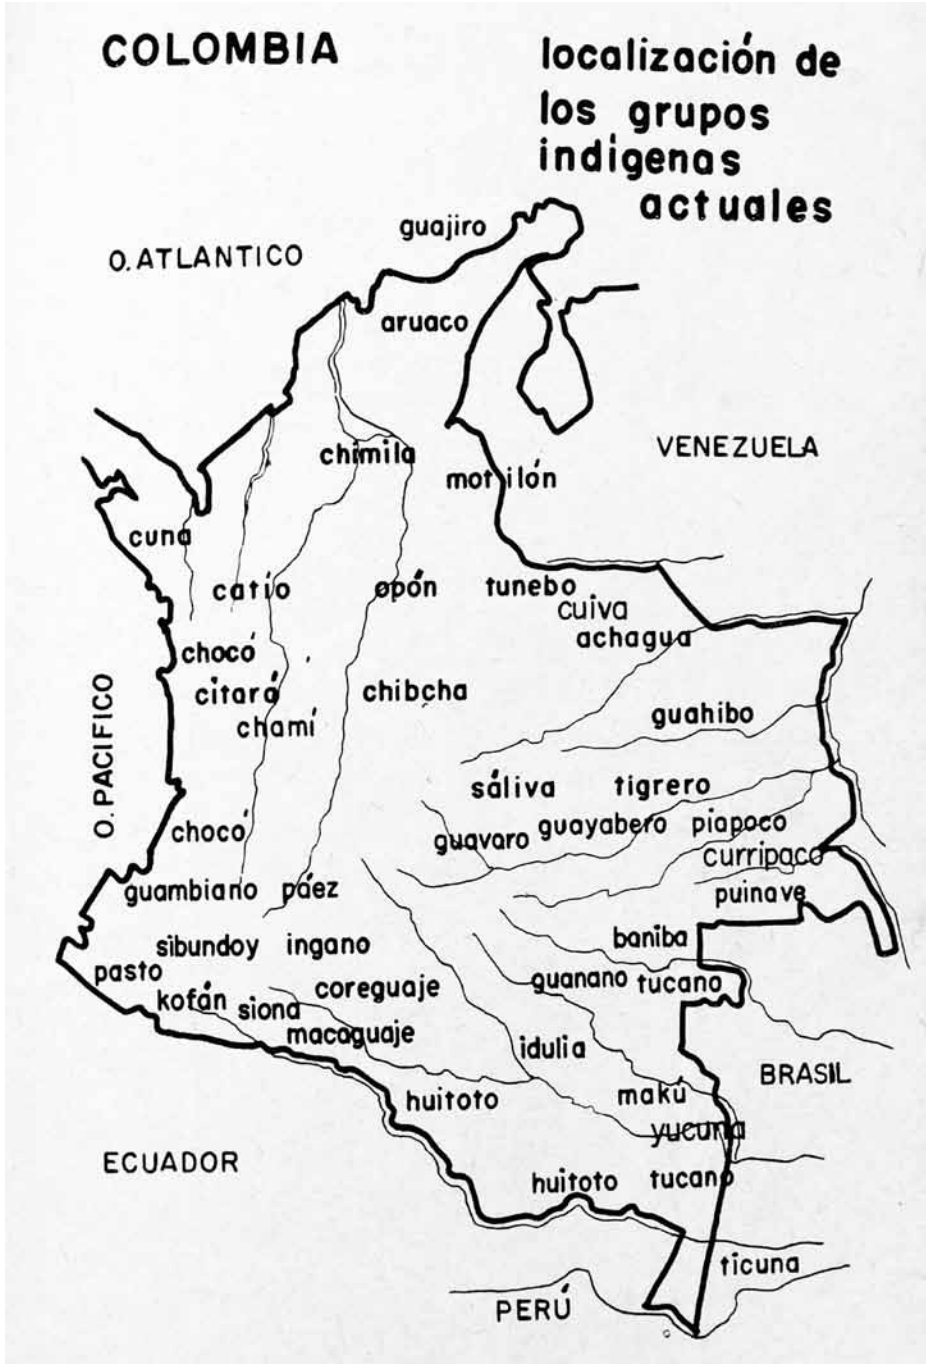 COLOMBIA
localización de
los grupos
indígenas
actuales
guajiro
O. ATLANTICO
aruaco
VENEZUELA
chimila
motilón
cuna
catío
opón
tunebo
cuiva
achagua
chocó
citará
chibcha
chamí
guahibo
O. PACIFICO
sáliva
tigrero
chocó
guavaro
guayabero
piapoco
curripaco
guambiano
páez
puinave
sibundoy
ingano
baniba
pasto
kofán
siona
coreguaje
guanano
tucano
macaguaje
idulia
BRASIL
huitoto
makú
yucuna
ECUADOR
huitoto
tucano
ticuna
PERÚ